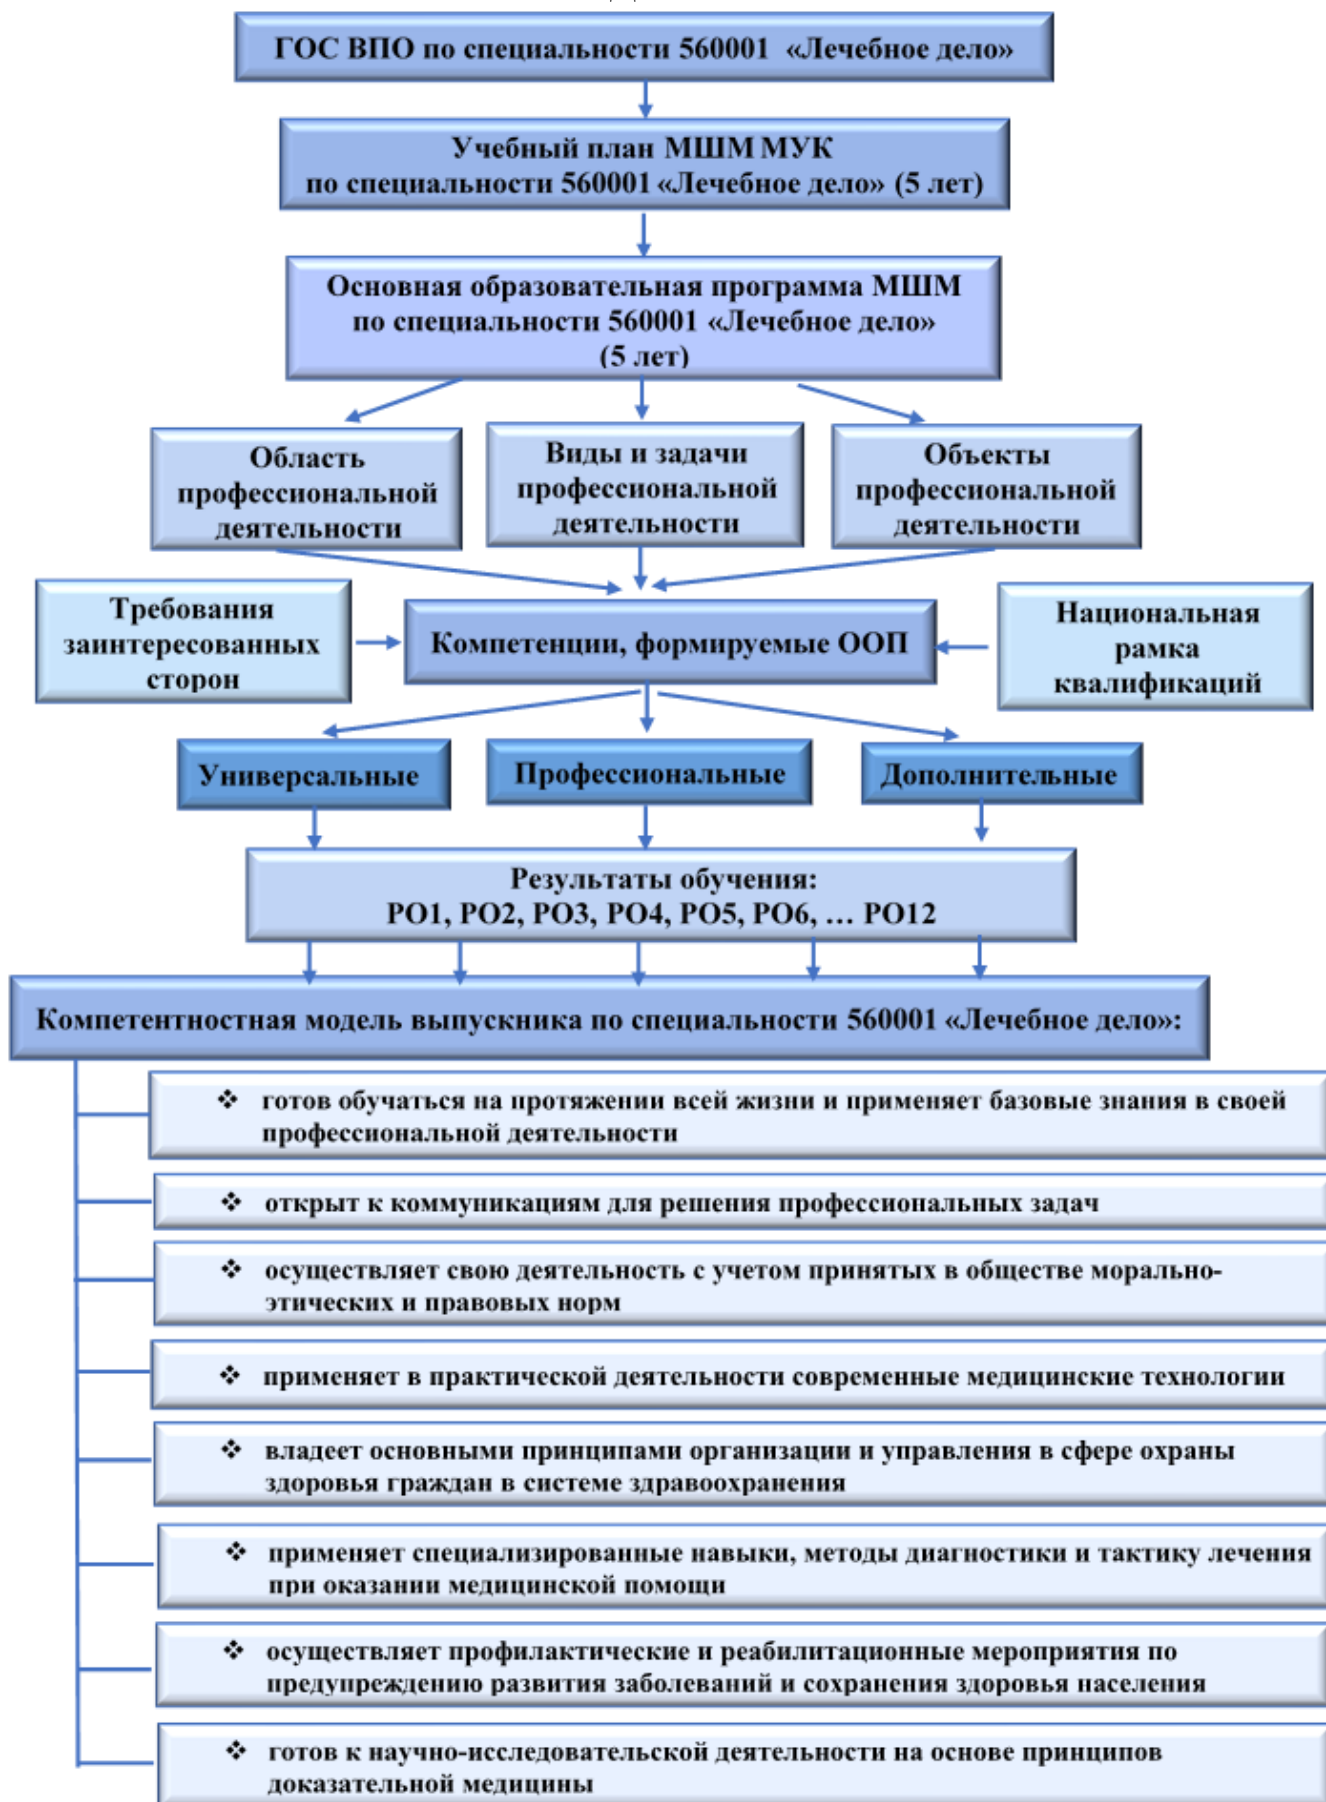 ГОС ВПО по специальности 560001 «Лечебное дело»
Учебный план МШМ МУК
по специальности 560001 «Лечебное дело» (5 лет)
Основная образовательная программа МШМ
по специальности 560001 «Лечебное дело»
(5 лет)
Область
профессиональной
деятельности
Виды и задачи
профессиональной
деятельности
Объекты
профессиональной
деятельности
Требования
заинтересованных
сторон
Компетенции, формируемые ООП
Национальная
рамка
квалификаций
Универсальные
Профессиональные
Дополнительные
Результаты обучения:
РО1, РО2, РО3, РО4, РО5, РО6, … РО12
Компетентностная модель выпускника по специальности 560001 «Лечебное дело»:
❖ готов обучаться на протяжении всей жизни и применяет базовые знания в своей
профессиональной деятельности
❖ открыт к коммуникациям для решения профессиональных задач
❖ осуществляет свою деятельность с учетом принятых в обществе морально-
этических и правовых норм
❖ применяет в практической деятельности современные медицинские технологии
❖ владеет основными принципами организации и управления в сфере охраны
здоровья граждан в системе здравоохранения
❖ применяет специализированные навыки, методы диагностики и тактику лечения
при оказании медицинской помощи
❖ осуществляет профилактические и реабилитационные мероприятия по
предупреждению развития заболеваний и сохранения здоровья населения
❖ готов к научно-исследовательской деятельности на основе принципов
доказательной медицины